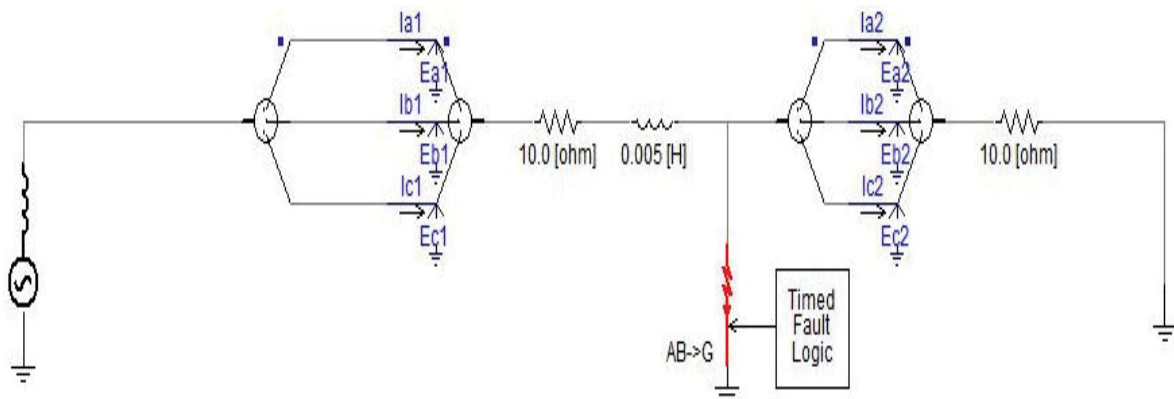 Ia1
Ea1
Ib1
Eb1
Ic1
Ec1
10.0 [ohm]
0.005 [H]
Ia2
Ea2
Ib2
Eb2
Ic2
Ec2
10.0 [ohm]
AB->G
Timed
Fault
Logic